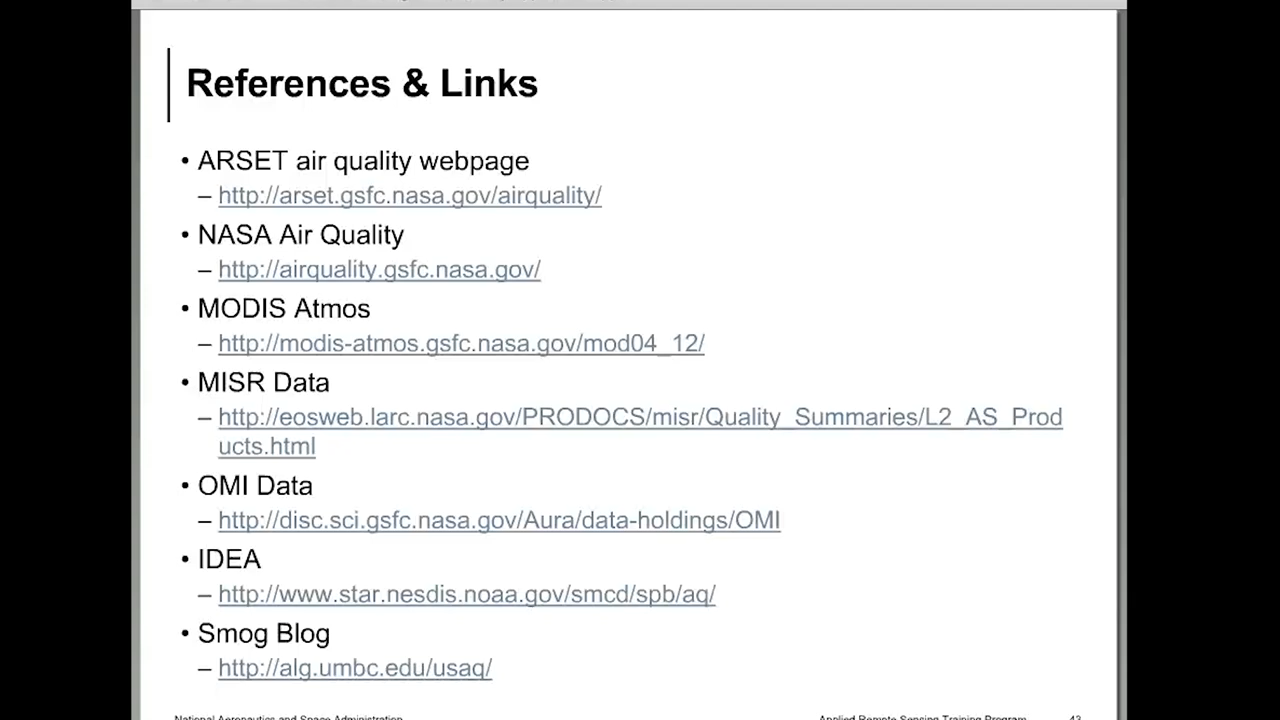 References & Links
• ARSET air quality webpage
– http://arset.gsfc.nasa.gov/airquality/
• NASA Air Quality
– http://airquality.gsfc.nasa.gov/
• MODIS Atmos
– http://modis-atmos.gsfc.nasa.gov/mod04_12/
• MISR Data
– http://eosweb.larc.nasa.gov/PRODOCS/misr/Quality_Summaries/L2_AS_Prod
ucts.html
• OMI Data
– http://disc.sci.gsfc.nasa.gov/Aura/data-holdings/OMI
• IDEA
– http://www.star.nesdis.noaa.gov/smcd/spb/aq/
• Smog Blog
– http://alg.umbc.edu/usaq/
National Aeronautics and Space Administration
Applied Remote Sensing Training Program 43